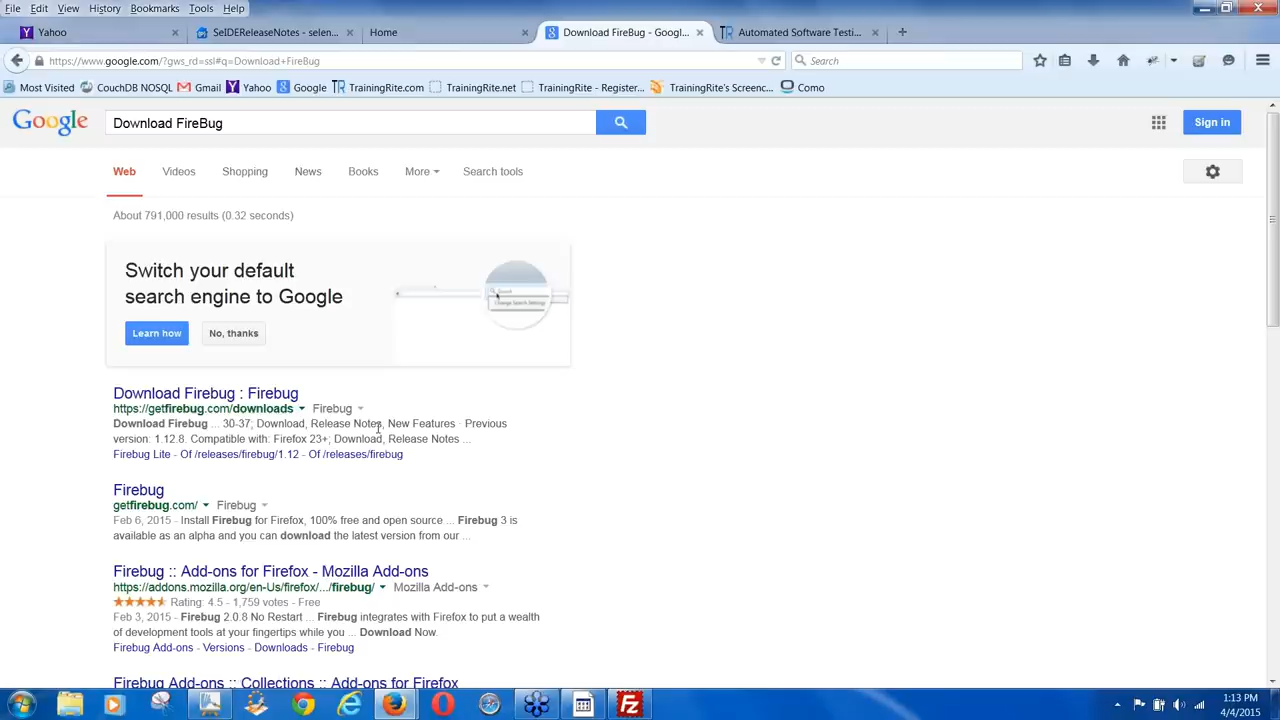 File Edit View History Bookmarks Tools Help
Yahoo SeIDEReleaseNotes - selen... Home Download FireBug - Googl... Automated Software Testi...
https://www.google.com/?gws_rd=ssl#q=Download+FireBug Search
Most Visited CouchDB NOSQL Gmail Yahoo Google TrainingRite.com TrainingRite.net TrainingRite - Register... TrainingRite's Screenc... Como
Google Download FireBug Sign in
Web Videos Shopping News Books More Search tools
About 791,000 results (0.32 seconds)
Switch your default
search engine to Google
Search
Change Search Settings
Learn how No, thanks
Download Firebug : Firebug
https://getfirebug.com/downloads Firebug
Download Firebug ... 30-37; Download, Release Notes, New Features · Previous
version: 1.12.8. Compatible with: Firefox 23+; Download, Release Notes ...
Firebug Lite - Of /releases/firebug/1.12 - Of /releases/firebug
Firebug
getfirebug.com/ Firebug
Feb 6, 2015 - Install Firebug for Firefox, 100% free and open source ... Firebug 3 is
available as an alpha and you can download the latest version from our ...
Firebug :: Add-ons for Firefox - Mozilla Add-ons
https://addons.mozilla.org/en-Us/firefox/.../firebug/ Mozilla Add-ons
Rating: 4.5 - 1,759 votes - Free
Feb 3, 2015 - Firebug 2.0.8 No Restart ... Firebug integrates with Firefox to put a wealth
of development tools at your fingertips while you ... Download Now.
Firebug Add-ons - Versions - Downloads - Firebug
Firebug Add-ons :: Collections :: Add-ons for Firefox
1:13 PM
4/4/2015